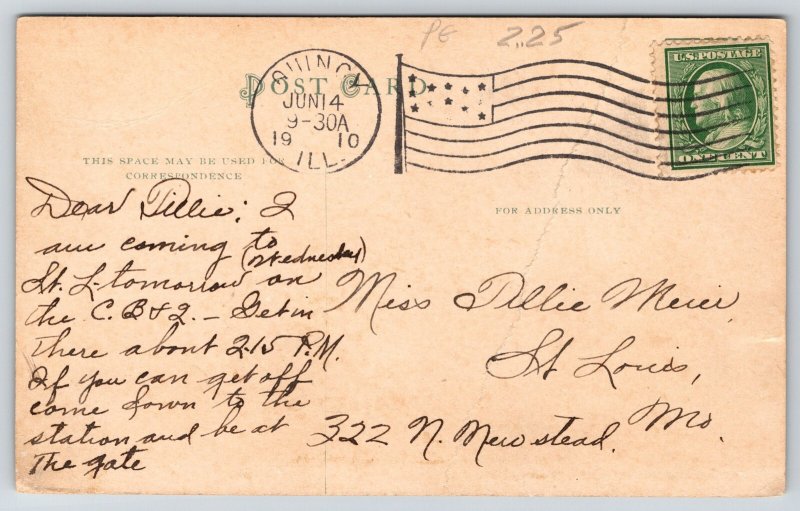 PG 2.25
POST CARD
QUINCY
JUN 14
9-30A
19 10
ILL.
U.S. POSTAGE
ONE CENT
THIS SPACE MAY BE USED FOR
CORRESPONDENCE
FOR ADDRESS ONLY
Dear Tillie: I
am coming to
St. L. tomorrow (Wednesday) on
the C. B & Q. - Get in
there about 2-15 P.M.
If you can get off
come down to the
station and be at
The gate
Miss Tillie Meier,
St Louis,
Mo.
322 N. Newstead.